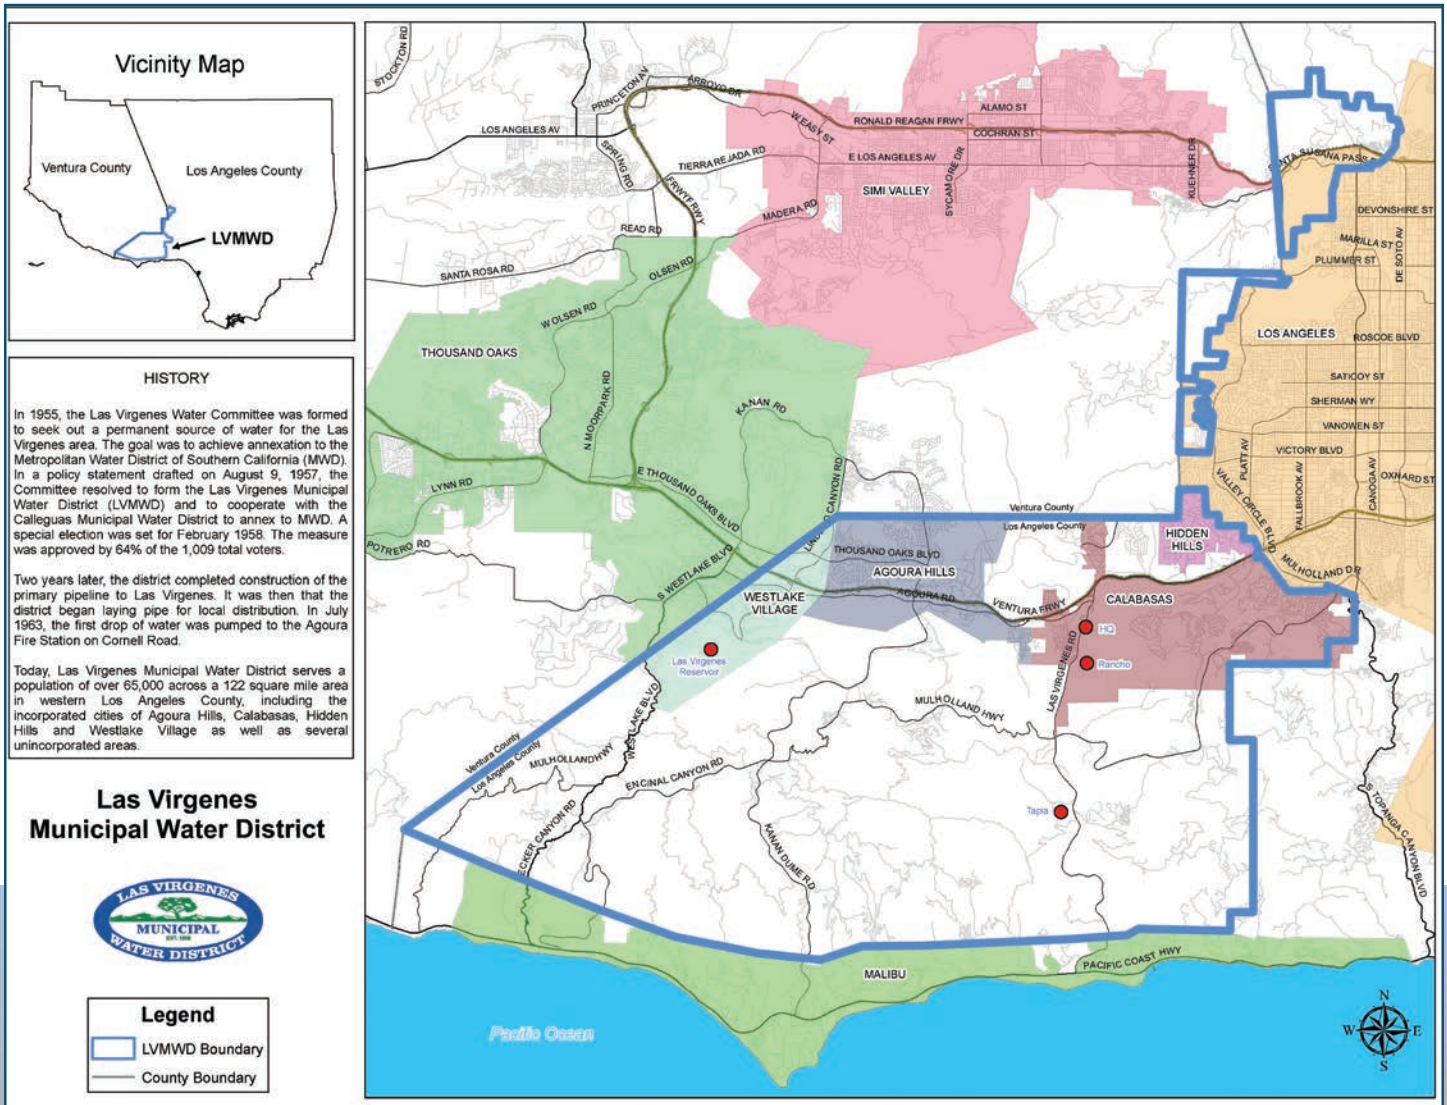 Vicinity Map
Ventura County
Los Angeles County
LVMWD
HISTORY
In 1955, the Las Virgenes Water Committee was formed
to seek out a permanent source of water for the Las
Virgenes area. The goal was to achieve annexation to the
Metropolitan Water District of Southern California (MWD).
In a policy statement drafted on August 9, 1957, the
Committee resolved to form the Las Virgenes Municipal
Water District (LVMWD) and to cooperate with the
Calleguas Municipal Water District to annex to MWD. A
special election was set for February 1958. The measure
was approved by 64% of the 1,009 total voters.
Two years later, the district completed construction of the
primary pipeline to Las Virgenes. It was then that the
district began laying pipe for local distribution. In July
1963, the first drop of water was pumped to the Agoura
Fire Station on Cornell Road.
Today, Las Virgenes Municipal Water District serves a
population of over 65,000 across a 122 square mile area
in western Los Angeles County, including the
incorporated cities of Agoura Hills, Calabasas, Hidden
Hills and Westlake Village as well as several
unincorporated areas.
Las Virgenes
Municipal Water District
LAS VIRGENES
MUNICIPAL
EST. 1958
WATER DISTRICT
Legend
LVMWD Boundary
County Boundary
STOCKTON RD
PRINCETON AV
ARROYO DR
LOS ANGELES AV
SPRING RD
W EASY ST
RONALD REAGAN FRWY
ALAMO ST
COCHRAN ST
TIERRA REJADA RD
E LOS ANGELES AV
SYCAMORE DR
KUEHNER DR
SIMI VALLEY
FRWY FRWY
MADERA RD
READ RD
OLSEN RD
SANTA ROSA RD
W OLSEN RD
THOUSAND OAKS
N MOORPARK RD
KANAN RD
LYNN RD
E THOUSAND OAKS BLVD
POTRERO RD
S WESTLAKE BLVD
DEVONSHIRE ST
MARILLA ST
DE SOTO AV
PLUMMER ST
LOS ANGELES
ROSCOE BLVD
SATICOY ST
SHERMAN WY
VANOWEN ST
PLATT AV
VICTORY BLVD
VALLEY CIRCLE BLVD
FALLBROOK AV
CANOGA AV
OXNARD ST
Ventura County
Los Angeles County
HIDDEN
HILLS
THOUSAND OAKS BLVD
AGOURA HILLS
MULHOLLAND DR
WESTLAKE
VILLAGE
AGOURA RD
VENTURA FRWY
CALABASAS
HQ
Rancho
LAS VIRGENES RD
Las Virgenes
Reservoir
WESTLAKE BLVD
MULHOLLAND HWY
Ventura County
Los Angeles County
MULHOLLAND HWY
ENCINAL CANYON RD
Tapia
KANAN DUME RD
S TOPANGA CANYON BLVD
PACIFIC COAST HWY
MALIBU
Pacific Ocean
N
W
E
S